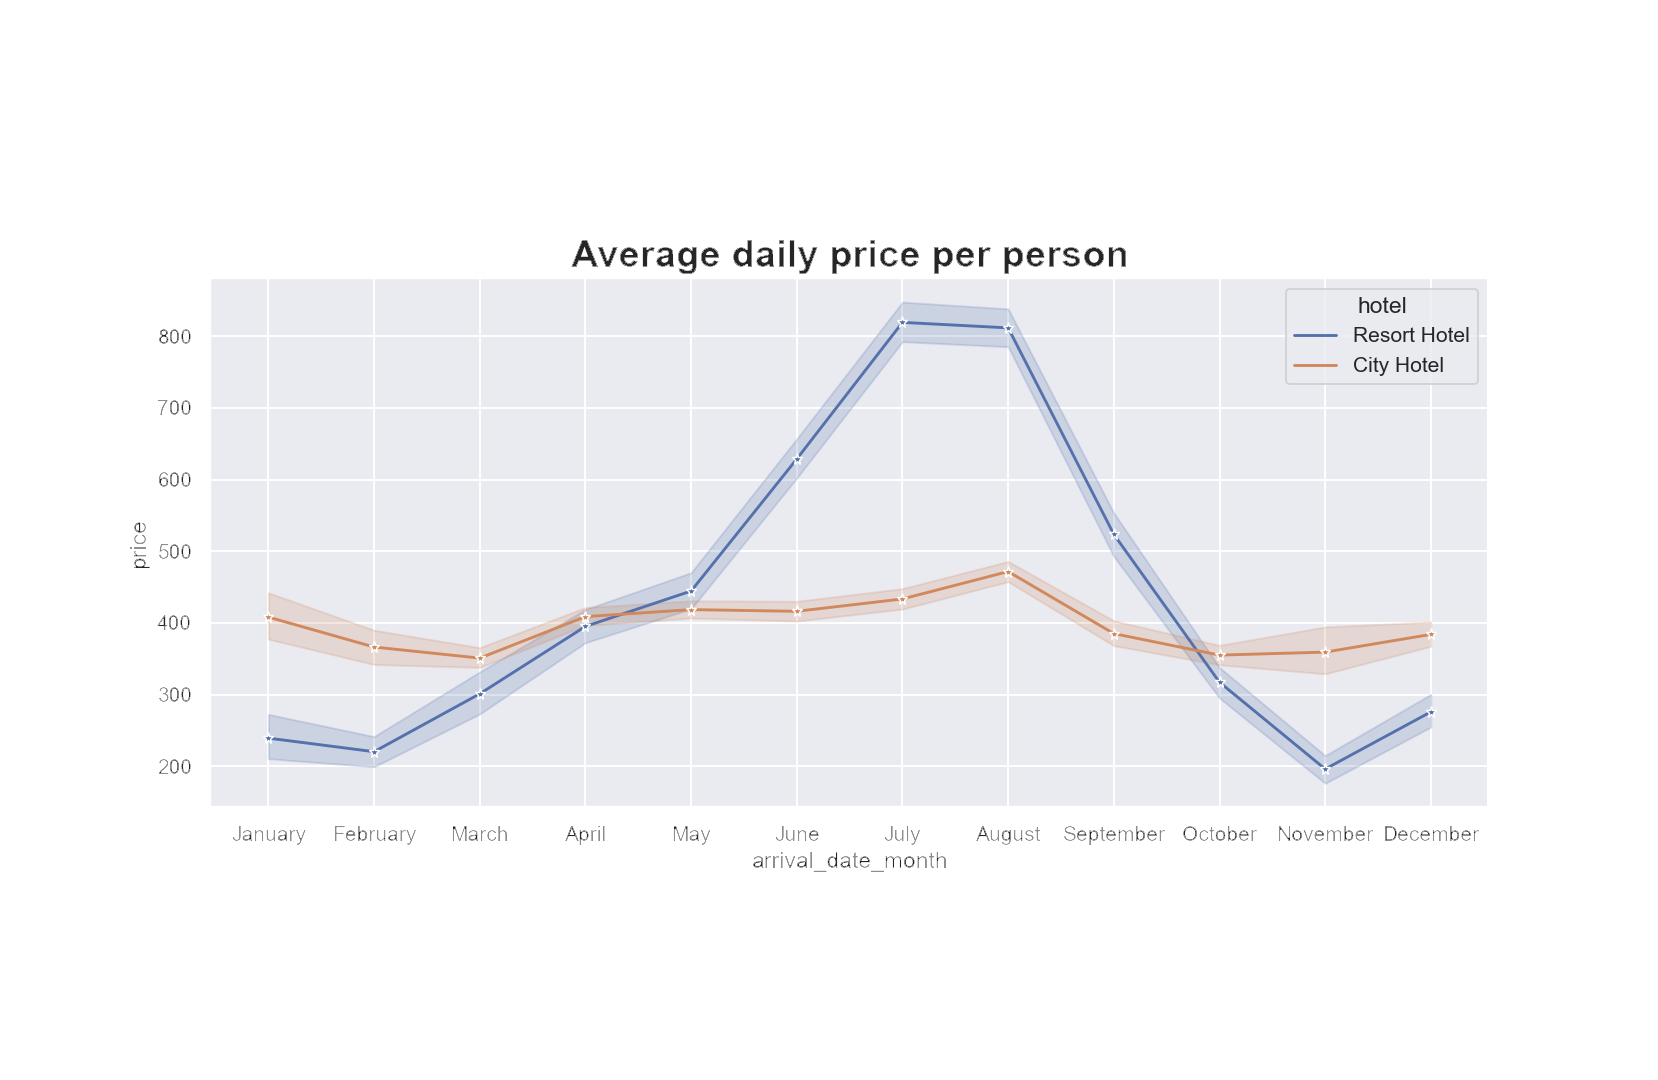 Average daily price per person
hotel
Resort Hotel
City Hotel
800
700
600
500
400
300
200
price
January February March April May June July August September October November December
arrival_date_month